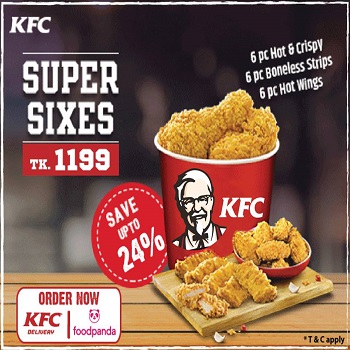 KFC
SUPER
SIXES
TK. 1199
6 pc Hot & Crispy
6 pc Boneless Strips
6 pc Hot Wings
SAVE
UPTO
24%
KFC
ORDER NOW
KFC
DELIVERY
foodpanda
*T & C apply